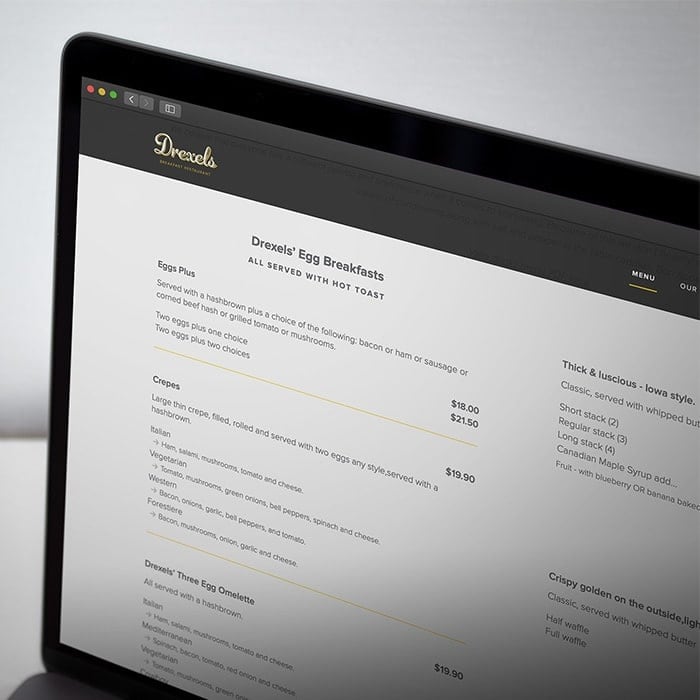 Drexels
BREAKFAST RESTAURANT
MENU
OUR
Drexels' Egg Breakfasts
ALL SERVED WITH HOT TOAST
Eggs Plus
Served with a hashbrown plus a choice of the following: bacon or ham or sausage or
corned beef hash or grilled tomato or mushrooms.
Two eggs plus one choice
$18.00
Two eggs plus two choices
$21.50
Crepes
Large thin crepe, filled, rolled and served with two eggs any style,served with a
hashbrown.
$19.90
Italian
→ Ham, salami, mushrooms, tomato and cheese.
Vegetarian
→ Tomato, mushrooms, green onions, bell peppers, spinach and cheese.
Western
→ Bacon, onions, garlic, bell peppers, and tomato.
Forestiere
→ Bacon, mushrooms, onion, garlic and cheese.
Drexels' Three Egg Omelette
All served with a hashbrown.
$19.90
Italian
→ Ham, salami, mushrooms, tomato and cheese.
Mediterranean
→ Spinach, bacon, tomato, red onion and cheese.
Vegetarian
→ Tomato, mushrooms, green
Cowboy
Thick & luscious - Iowa style.
Classic, served with whipped but
Short stack (2)
Regular stack (3)
Long stack (4)
Canadian Maple Syrup add...
Fruit - with blueberry OR banana baked
Crispy golden on the outside,ligh
Classic, served with whipped butter
Half waffle
Full waffle